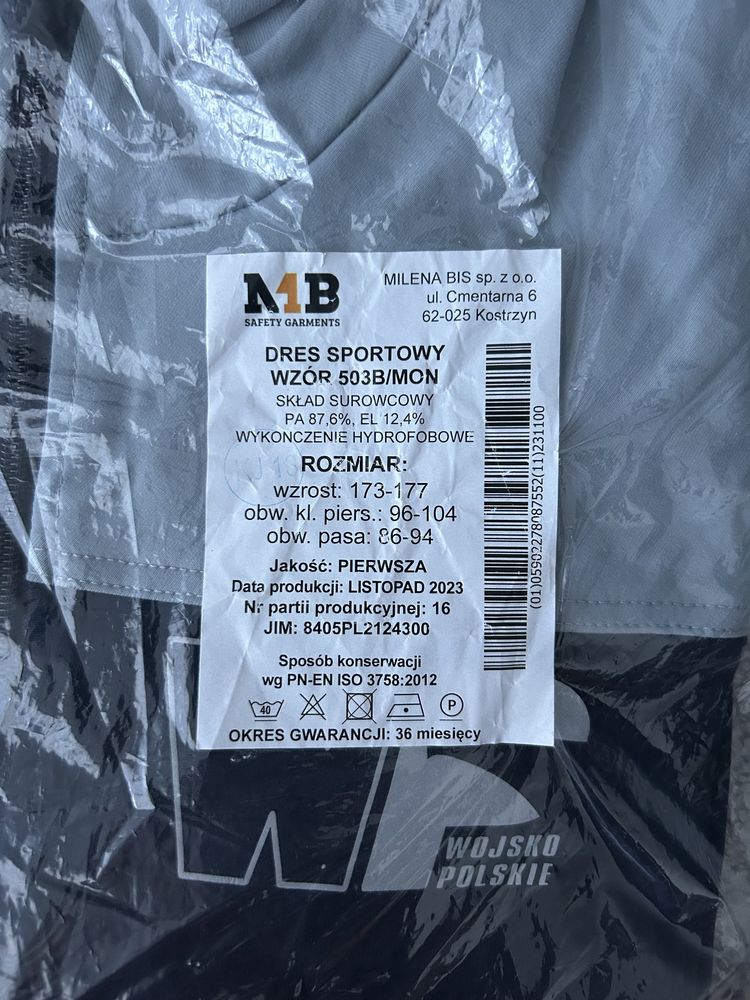 M1B
SAFETY GARMENTS
MILENA BIS sp. z o.o.
ul. Cmentarna 6
62-025 Kostrzyn
DRES SPORTOWY
WZÓR 503B/MON
SKŁAD SUROWCOWY
PA 87,6%, EL 12,4%
WYKOŃCZENIE HYDROFOBOWE
ROZMIAR:
wzrost: 173-177
obw. kl. piers.: 96-104
obw. pasa: 86-94
Jakość: PIERWSZA
Data produkcji: LISTOPAD 2023
Nr partii produkcyjnej: 16
JIM: 8405PL2124300
Sposób konserwacji
wg PN-EN ISO 3758:2012
40
P
OKRES GWARANCJI: 36 miesięcy
(01)05902278087552(11)231100
WOJSKO
POLSKIE